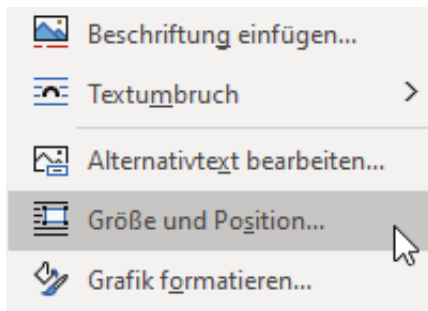 Beschriftung einfügen...
Textumbruch
Alternativtext bearbeiten...
Größe und Position...
Grafik formatieren...